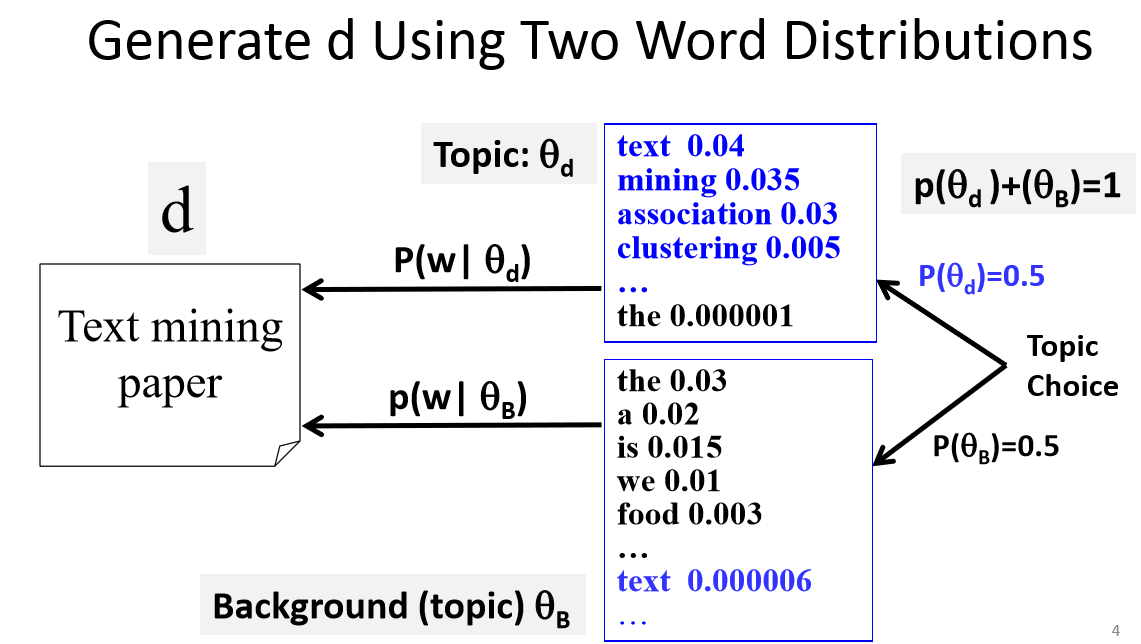 Generate d Using Two Word Distributions
d
Text mining
paper
Topic: θd
P(w| θd)
p(w| θB)
text 0.04
mining 0.035
association 0.03
clustering 0.005
…
the 0.000001
the 0.03
a 0.02
is 0.015
we 0.01
food 0.003
…
text 0.000006
…
p(θd )+(θB)=1
P(θd)=0.5
Topic
Choice
P(θB)=0.5
Background (topic) θB
4